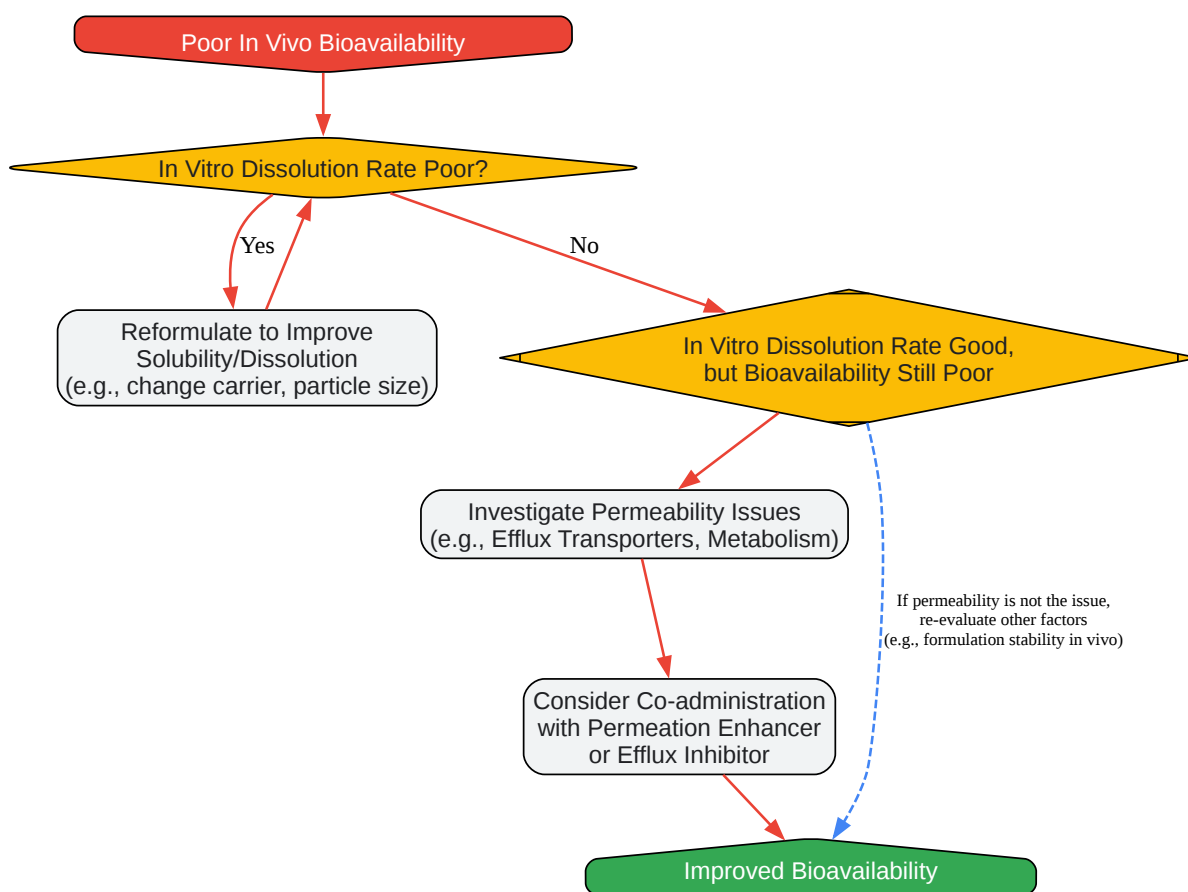 Poor In Vivo Bioavailability
In Vitro Dissolution Rate Poor?
Yes
No
Reformulate to Improve
Solubility/Dissolution
(e.g., change carrier, particle size)
In Vitro Dissolution Rate Good,
but Bioavailability Still Poor
Investigate Permeability Issues
(e.g., Efflux Transporters, Metabolism)
If permeability is not the issue,
re-evaluate other factors
(e.g., formulation stability in vivo)
Consider Co-administration
with Permeation Enhancer
or Efflux Inhibitor
Improved Bioavailability